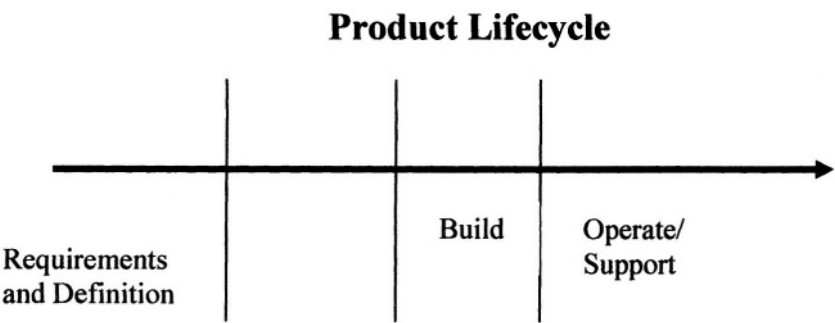 Product Lifecycle
Requirements
and Definition
Build
Operate/
Support